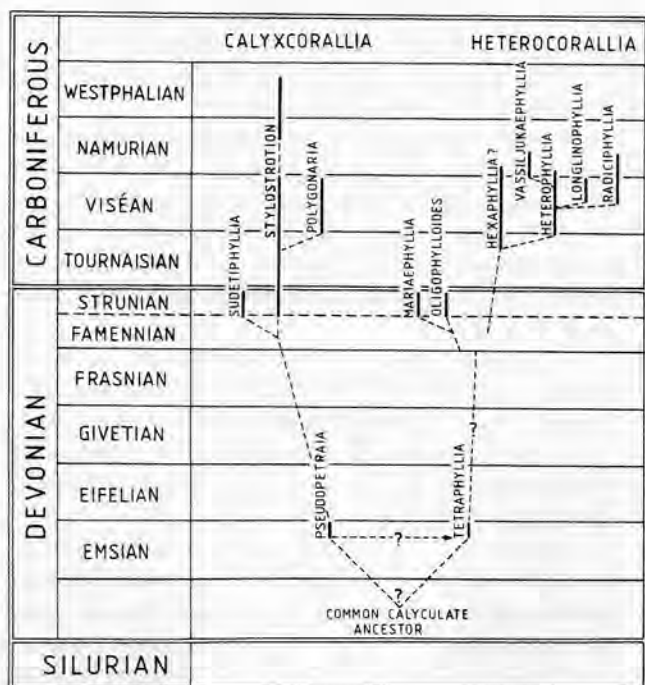 CALYXCORALLIA
HETEROCORALLIA
CARBONIFEROUS
WESTPHALIAN
NAMURIAN
VISÉAN
TOURNAISIAN
DEVONIAN
STRUNIAN
FAMENNIAN
FRASNIAN
GIVETIAN
EIFELIAN
EMSIAN
SILURIAN
SUDETIPHYLLIA
STYLOSTROTION
POLYGONARIA
MARIAEPHYLLIA
OLIGOPHYLLOIDES
HEXAPHYLLIA ?
VASSILJUKAEPHYLLIA
HETEROPHYLLIA
LONGLINOPHYLLIA
RADICIPHYLLIA
PSEUDOPETRAIA
TETRAPHYLLIA
?
?
?
COMMON CALYCULATE
ANCESTOR